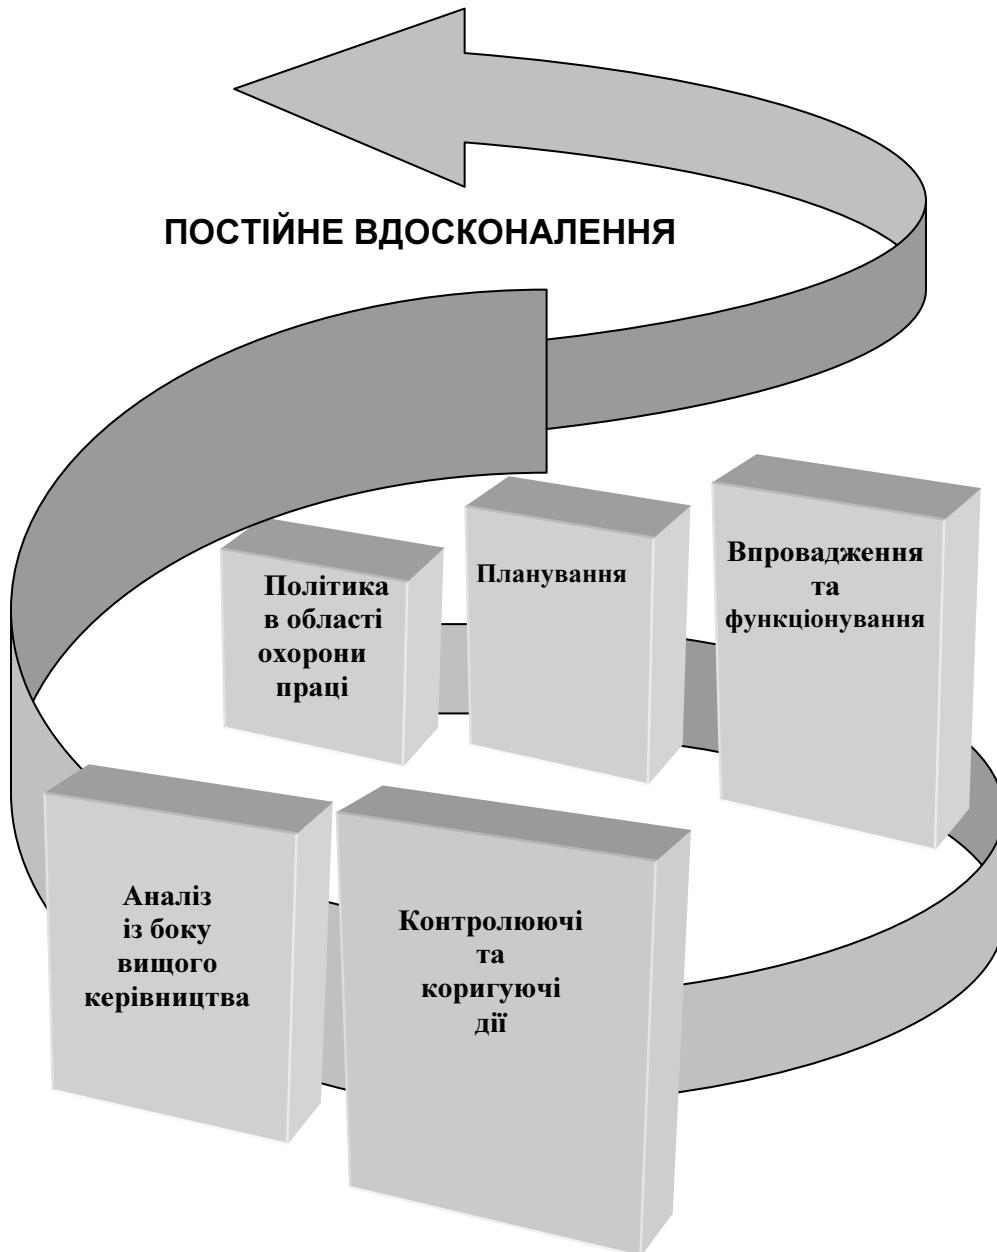 ПОСТІЙНЕ ВДОСКОНАЛЕННЯ
Політика
в області
охорони
праці
Планування
Впровадження
та
функціонування
Аналіз
із боку
вищого
керівництва
Контролюючі
та
коригуючі
дії